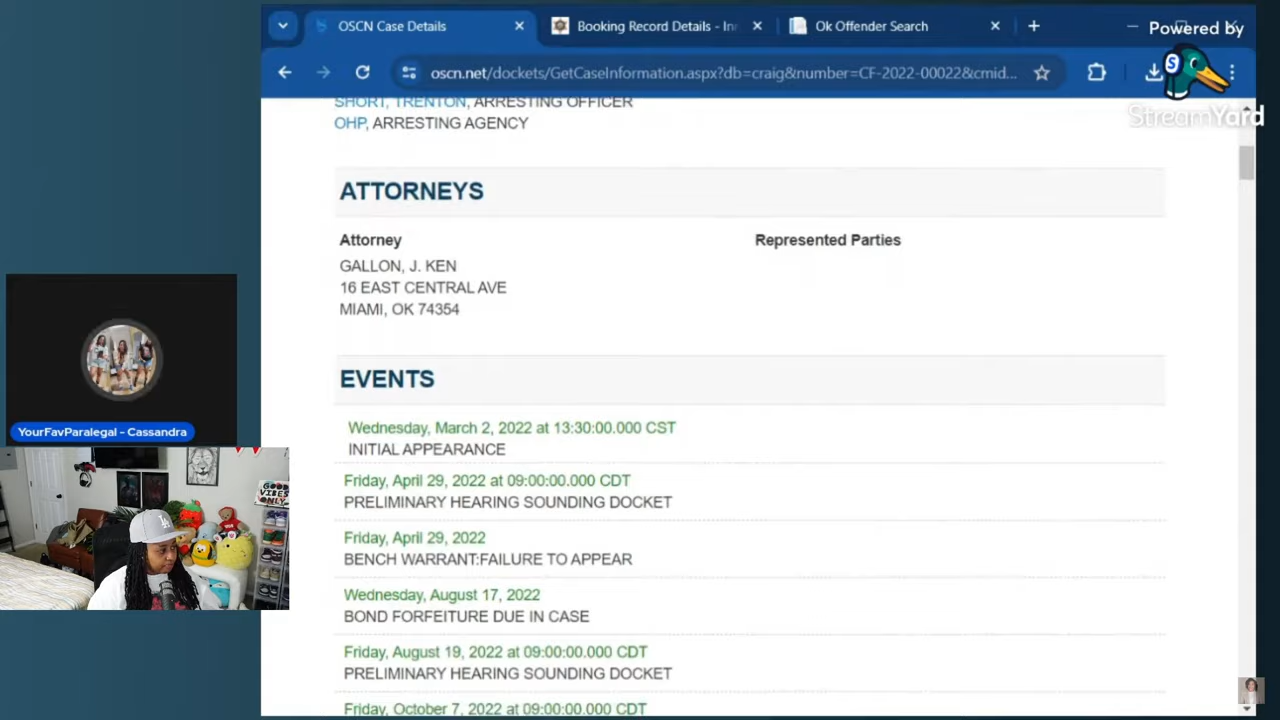 OSCN Case Details
Booking Record Details - In
Ok Offender Search
Powered by
oscn.net/dockets/GetCaseInformation.aspx?db=craig&number=CF-2022-00022&cmid...
StreamYard
SHORT, TRENTON, ARRESTING OFFICER
OHP, ARRESTING AGENCY
ATTORNEYS
Attorney
Represented Parties
GALLON, J. KEN
16 EAST CENTRAL AVE
MIAMI, OK 74354
EVENTS
Wednesday, March 2, 2022 at 13:30:00.000 CST
INITIAL APPEARANCE
Friday, April 29, 2022 at 09:00:00.000 CDT
PRELIMINARY HEARING SOUNDING DOCKET
Friday, April 29, 2022
BENCH WARRANT:FAILURE TO APPEAR
Wednesday, August 17, 2022
BOND FORFEITURE DUE IN CASE
Friday, August 19, 2022 at 09:00:00.000 CDT
PRELIMINARY HEARING SOUNDING DOCKET
Friday, October 7, 2022 at 09:00:00.000 CDT
YourFavParalegal - Cassandra
GOOD
VIBES
ONLY
LA